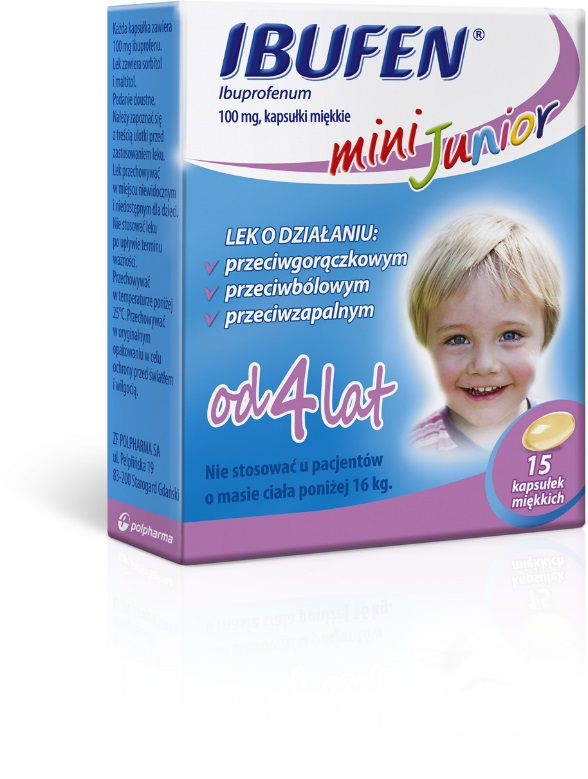 IBUFEN®
Ibuprofenum
100 mg, kapsułki miękkie
mini Junior
LEK O DZIAŁANIU:
przeciwgorączkowym
przeciwbólowym
przeciwzapalnym
od 4 lat
Nie stosować u pacjentów
o masie ciała poniżej 16 kg.
15
kapsułek
miękkich
Każda kapsułka zawiera
100 mg ibuprofenu.
Lek zawiera sorbitol
i maltitol.
Podanie doustne.
Należy zapoznać się
z treścią ulotki przed
zastosowaniem leku.
Lek przechowywać
w miejscu niewidocznym
i niedostępnym dla dzieci.
Nie stosować leku
po upływie terminu
ważności.
Przechowywać
w temperaturze poniżej
25°C. Przechowywać
w oryginalnym
opakowaniu w celu
ochrony przed światłem
i wilgocią.
ZF POLPHARMA SA
ul. Pelplińska 19
83-200 Starogard Gdański
polpharma